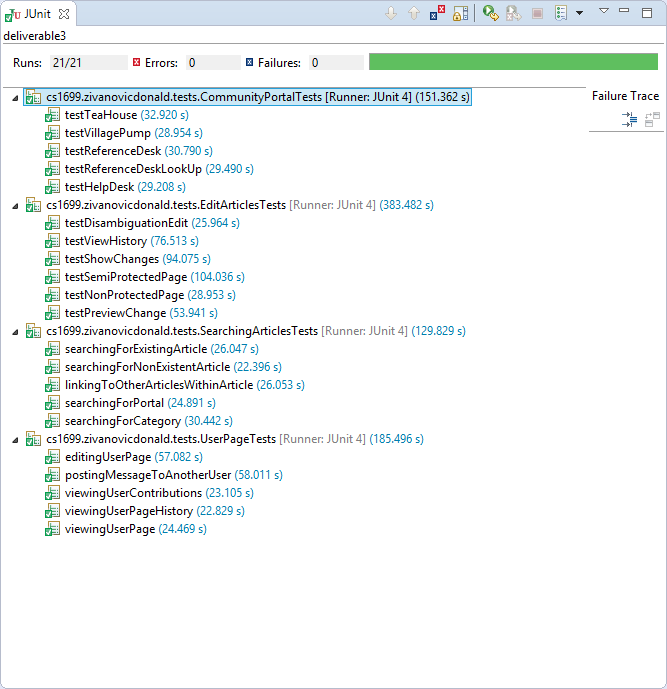 JUnit
deliverable3
Runs: 21/21 Errors: 0 Failures: 0
cs1699.zivanovicdonald.tests.CommunityPortalTests [Runner: JUnit 4] (151.362 s)
Failure Trace
testTeaHouse (32.920 s)
testVillagePump (28.954 s)
testReferenceDesk (30.790 s)
testReferenceDeskLookUp (29.490 s)
testHelpDesk (29.208 s)
cs1699.zivanovicdonald.tests.EditArticlesTests [Runner: JUnit 4] (383.482 s)
testDisambiguationEdit (25.964 s)
testViewHistory (76.513 s)
testShowChanges (94.075 s)
testSemiProtectedPage (104.036 s)
testNonProtectedPage (28.953 s)
testPreviewChange (53.941 s)
cs1699.zivanovicdonald.tests.SearchingArticlesTests [Runner: JUnit 4] (129.829 s)
searchingForExistingArticle (26.047 s)
searchingForNonExistentArticle (22.396 s)
linkingToOtherArticlesWithinArticle (26.053 s)
searchingForPortal (24.891 s)
searchingForCategory (30.442 s)
cs1699.zivanovicdonald.tests.UserPageTests [Runner: JUnit 4] (185.496 s)
editingUserPage (57.082 s)
postingMessageToAnotherUser (58.011 s)
viewingUserContributions (23.105 s)
viewingUserPageHistory (22.829 s)
viewingUserPage (24.469 s)